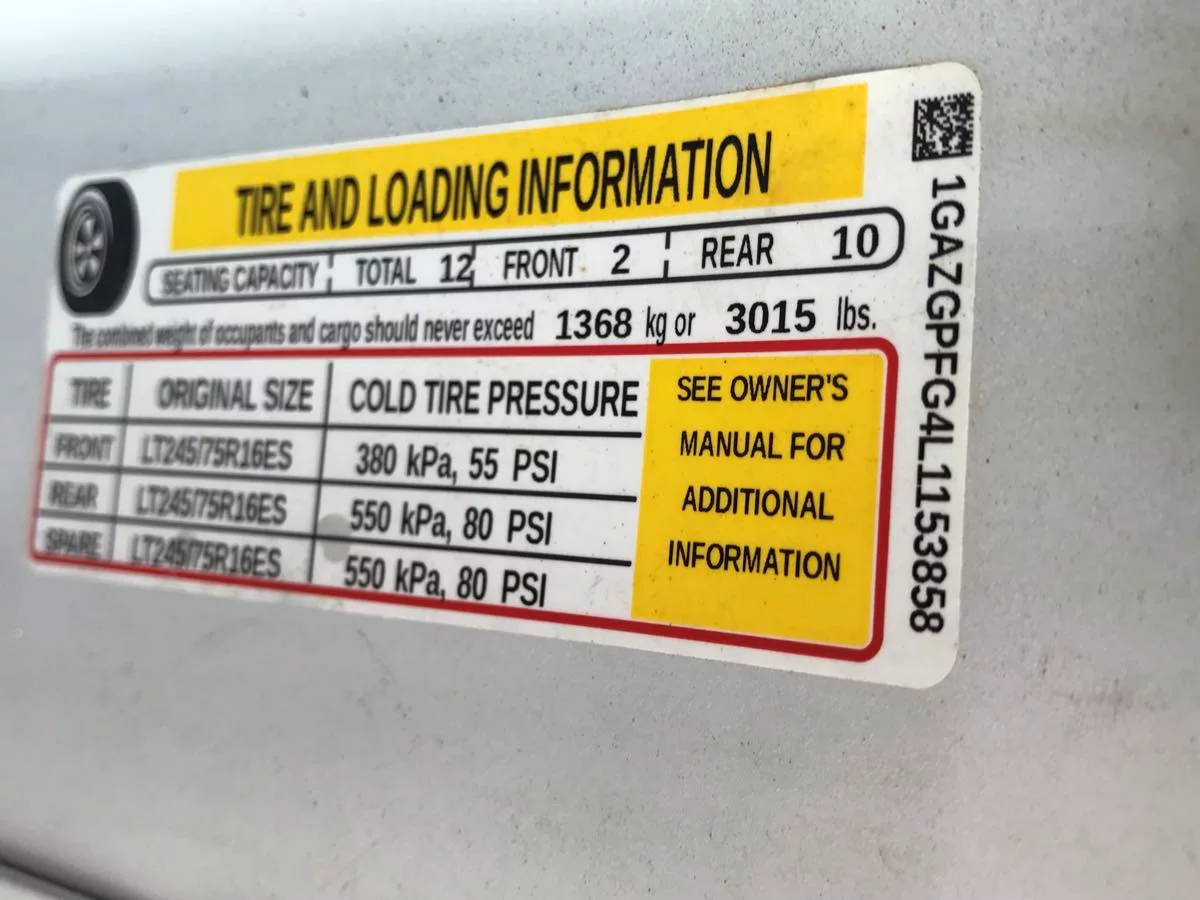 TIRE AND LOADING INFORMATION
SEATING CAPACITY TOTAL 12 FRONT 2 REAR 10
The combined weight of occupants and cargo should never exceed 1368 kg or 3015 lbs.
TIRE ORIGINAL SIZE COLD TIRE PRESSURE
FRONT LT245/75R16ES 380 kPa, 55 PSI
REAR LT245/75R16ES 550 kPa, 80 PSI
SPARE LT245/75R16ES 550 kPa, 80 PSI
SEE OWNER'S
MANUAL FOR
ADDITIONAL
INFORMATION
1GAZGPFG4L1153858